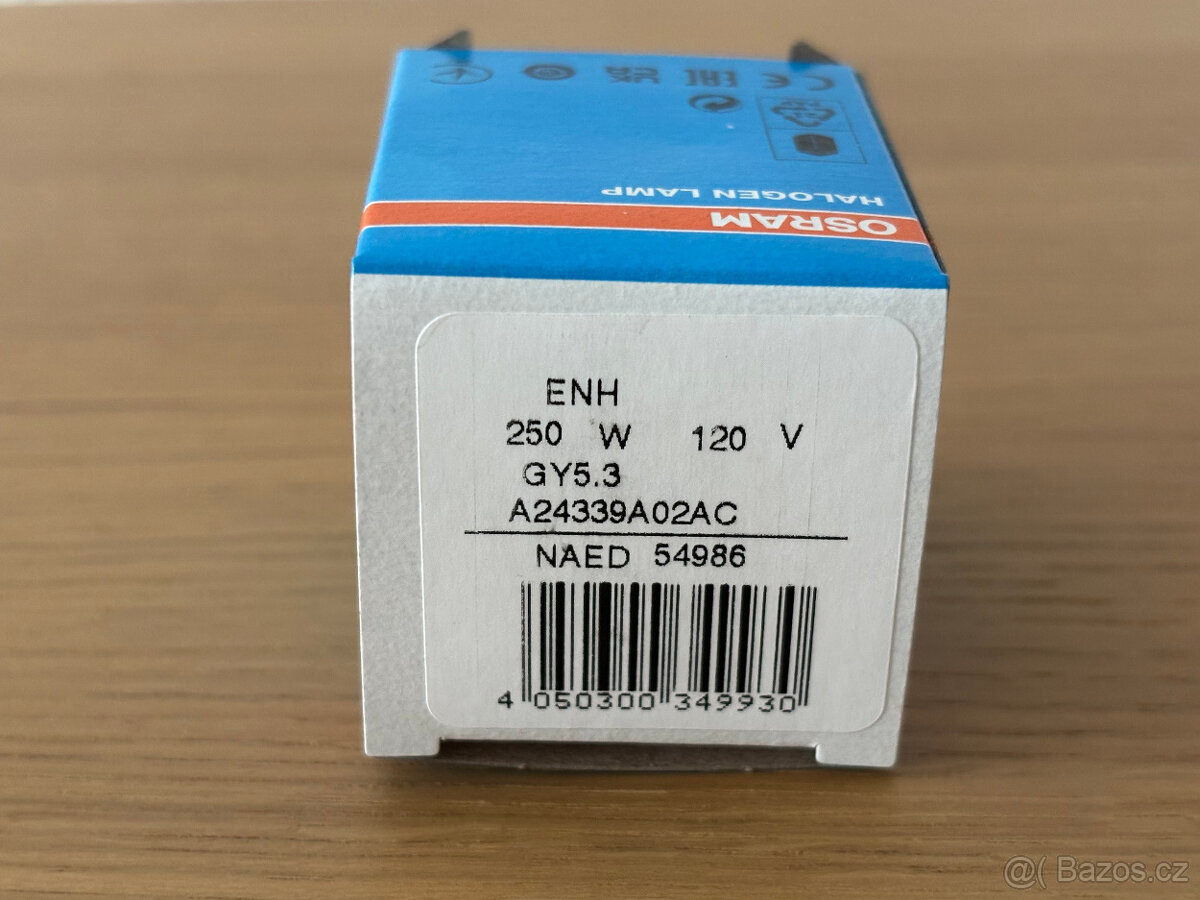 HALOGEN LAMP
OSRAM
ENH
250 W 120 V
GY5.3
A24339A02AC
NAED 54986
4 050300 349930
@( Bazos.cz